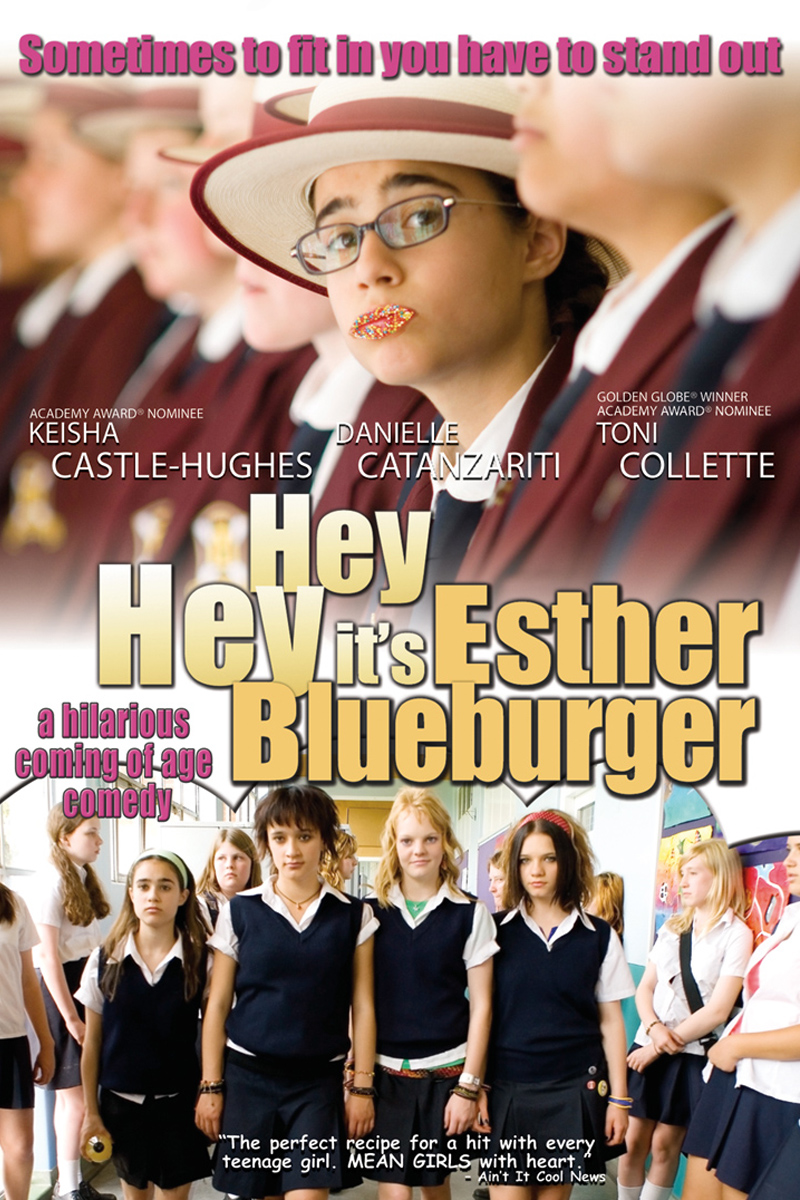 Sometimes to fit in you have to stand out
ACADEMY AWARD® NOMINEE
KEISHA
CASTLE-HUGHES
DANIELLE
CATANZARITI
GOLDEN GLOBE® WINNER
ACADEMY AWARD® NOMINEE
TONI
COLLETTE
Hey
Hey it's Esther
Blueburger
a hilarious
coming of age
comedy
"The perfect recipe for a hit with every
teenage girl. MEAN GIRLS with heart."
- Ain't It Cool News